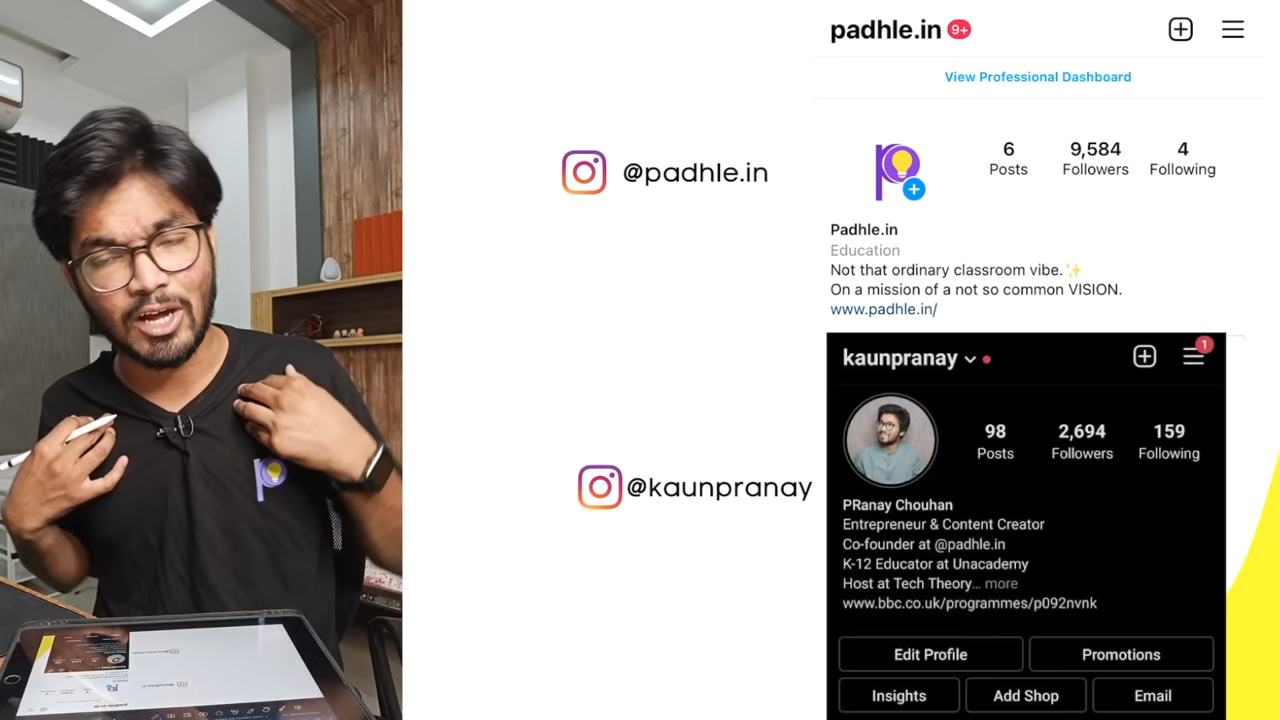 padhle.in 9+
View Professional Dashboard
6 9,584 4
Posts Followers Following
Padhle.in
Education
Not that ordinary classroom vibe.✨
On a mission of a not so common VISION.
www.padhle.in/
@padhle.in
kaunpranay 1
98 2,694 159
Posts Followers Following
PRanay Chouhan
Entrepreneur & Content Creator
Co-founder at @padhle.in
K-12 Educator at Unacademy
Host at Tech Theory... more
www.bbc.co.uk/programmes/p092nvnk
Edit Profile Promotions
Insights Add Shop Email
@kaunpranay